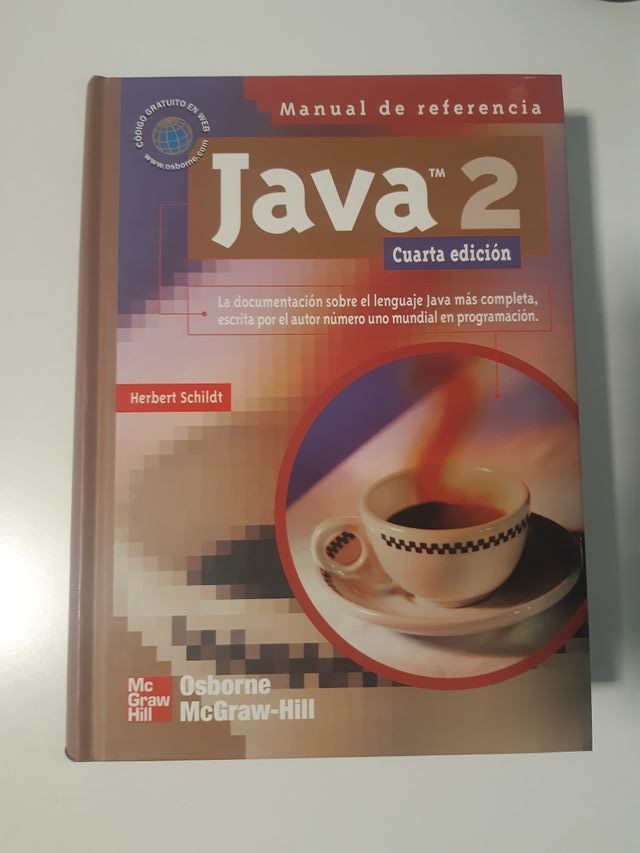 Manual de referencia
CÓDIGO GRATUITO EN WEB
www.osborne.com
Java™ 2
Cuarta edición
La documentación sobre el lenguaje Java más completa,
escrita por el autor número uno mundial en programación.
Herbert Schildt
Mc
Graw
Hill
Osborne
McGraw-Hill